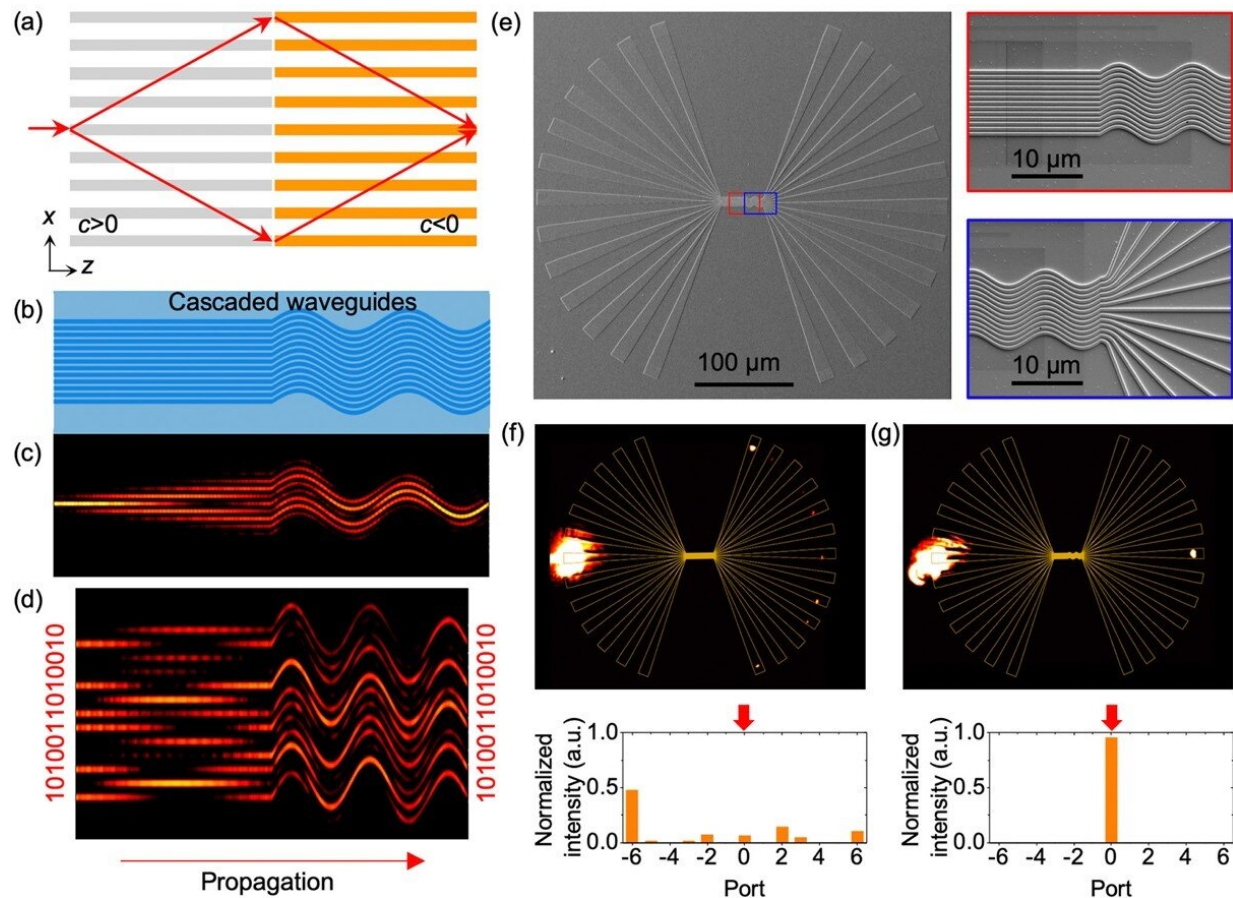 (a)
c>0
c<0
x
z
(b)
Cascaded waveguides
(c)
(d)
1010011010010
1010011010010
Propagation
(e)
100 μm
10 μm
10 μm
(f)
(g)
Normalized
intensity (a.u.)
1.0
0.5
0.0
-6 -4 -2 0 2 4 6
Port
Normalized
intensity (a.u.)
1.0
0.5
0.0
-6 -4 -2 0 2 4 6
Port